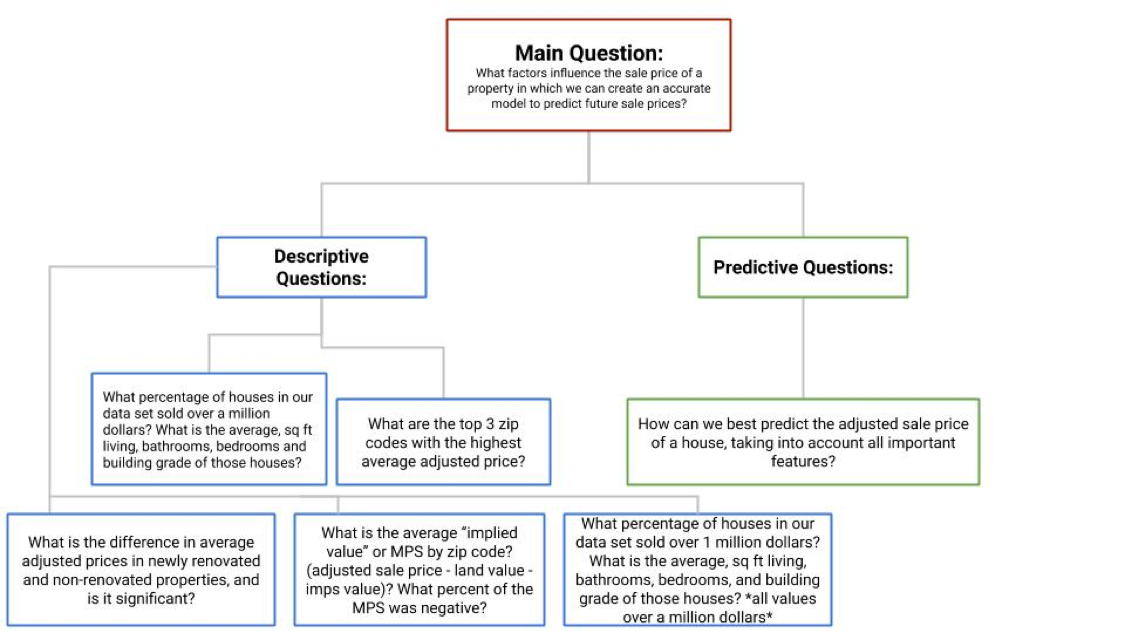 Main Question:
What factors influence the sale price of a
property in which we can create an accurate
model to predict future sale prices?
Descriptive
Questions:
Predictive Questions:
What percentage of houses in our
data set sold over a million
dollars? What is the average, sq ft
living, bathrooms, bedrooms and
building grade of those houses?
What are the top 3 zip
codes with the highest
average adjusted price?
How can we best predict the adjusted sale price
of a house, taking into account all important
features?
What is the difference in average
adjusted prices in newly renovated
and non-renovated properties, and
is it significant?
What is the average “implied
value” or MPS by zip code?
(adjusted sale price - land value -
imps value)? What percent of the
MPS was negative?
What percentage of houses in our
data set sold over 1 million dollars?
What is the average, sq ft living,
bathrooms, bedrooms, and building
grade of those houses? *all values
over a million dollars*